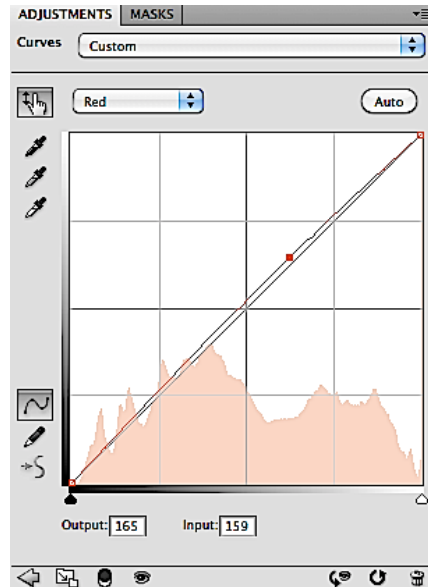 ADJUSTMENTS MASKS
Curves Custom
Red Auto
Output: 165 Input: 159